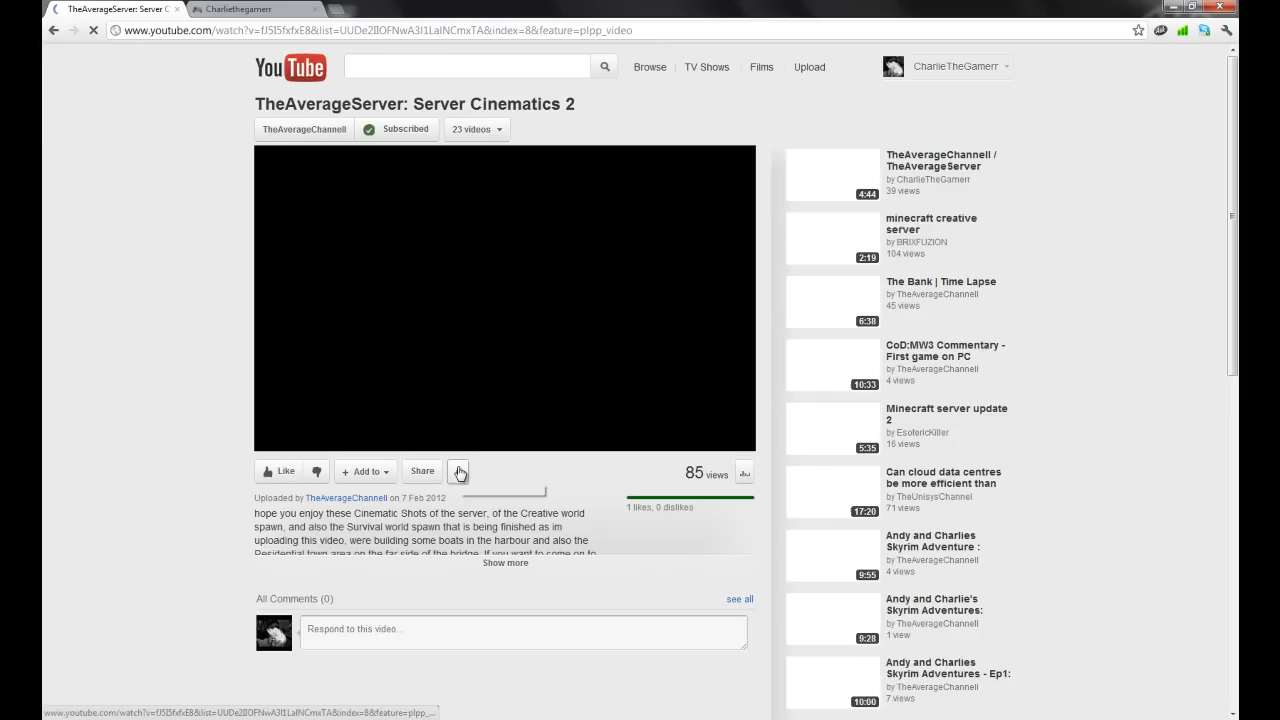 TheAverageServer: Server C
Charliethegamerr
www.youtube.com/watch?v=fJ5I5fxfxE8&list=UUDe2IIOFNwA3I1LaINCmxTA&index=8&feature=plpp_video
YouTube
Browse
TV Shows
Films
Upload
CharlieTheGamerr
TheAverageServer: Server Cinematics 2
TheAverageChannell
Subscribed
23 videos
Like
+ Add to
Share
85 views
Uploaded by TheAverageChannell on 7 Feb 2012
1 likes, 0 dislikes
hope you enjoy these Cinematic Shots of the server, of the Creative world
spawn, and also the Survival world spawn that is being finished as im
uploading this video, were building some boats in the harbour and also the
Residential town area on the far side of the bridge. If you want to come on to
Show more
All Comments (0)
see all
Respond to this video...
TheAverageChannell /
TheAverageServer
by CharlieTheGamerr
39 views
4:44
minecraft creative
server
by BRIXFUZION
104 views
2:19
The Bank | Time Lapse
by TheAverageChannell
45 views
6:38
CoD:MW3 Commentary -
First game on PC
by TheAverageChannell
4 views
10:33
Minecraft server update
2
by EsotericKiller
16 views
5:35
Can cloud data centres
be more efficient than
by TheUnisysChannel
71 views
17:20
Andy and Charlies
Skyrim Adventure :
by TheAverageChannell
4 views
9:55
Andy and Charlie's
Skyrim Adventures:
by TheAverageChannell
1 view
9:28
Andy and Charlies
Skyrim Adventures - Ep1:
by TheAverageChannell
7 views
10:00
www.youtube.com/watch?v=fJ5I5fxfxE8&list=UUDe2IIOFNwA3I1LaINCmxTA&index=8&feature=plpp_...